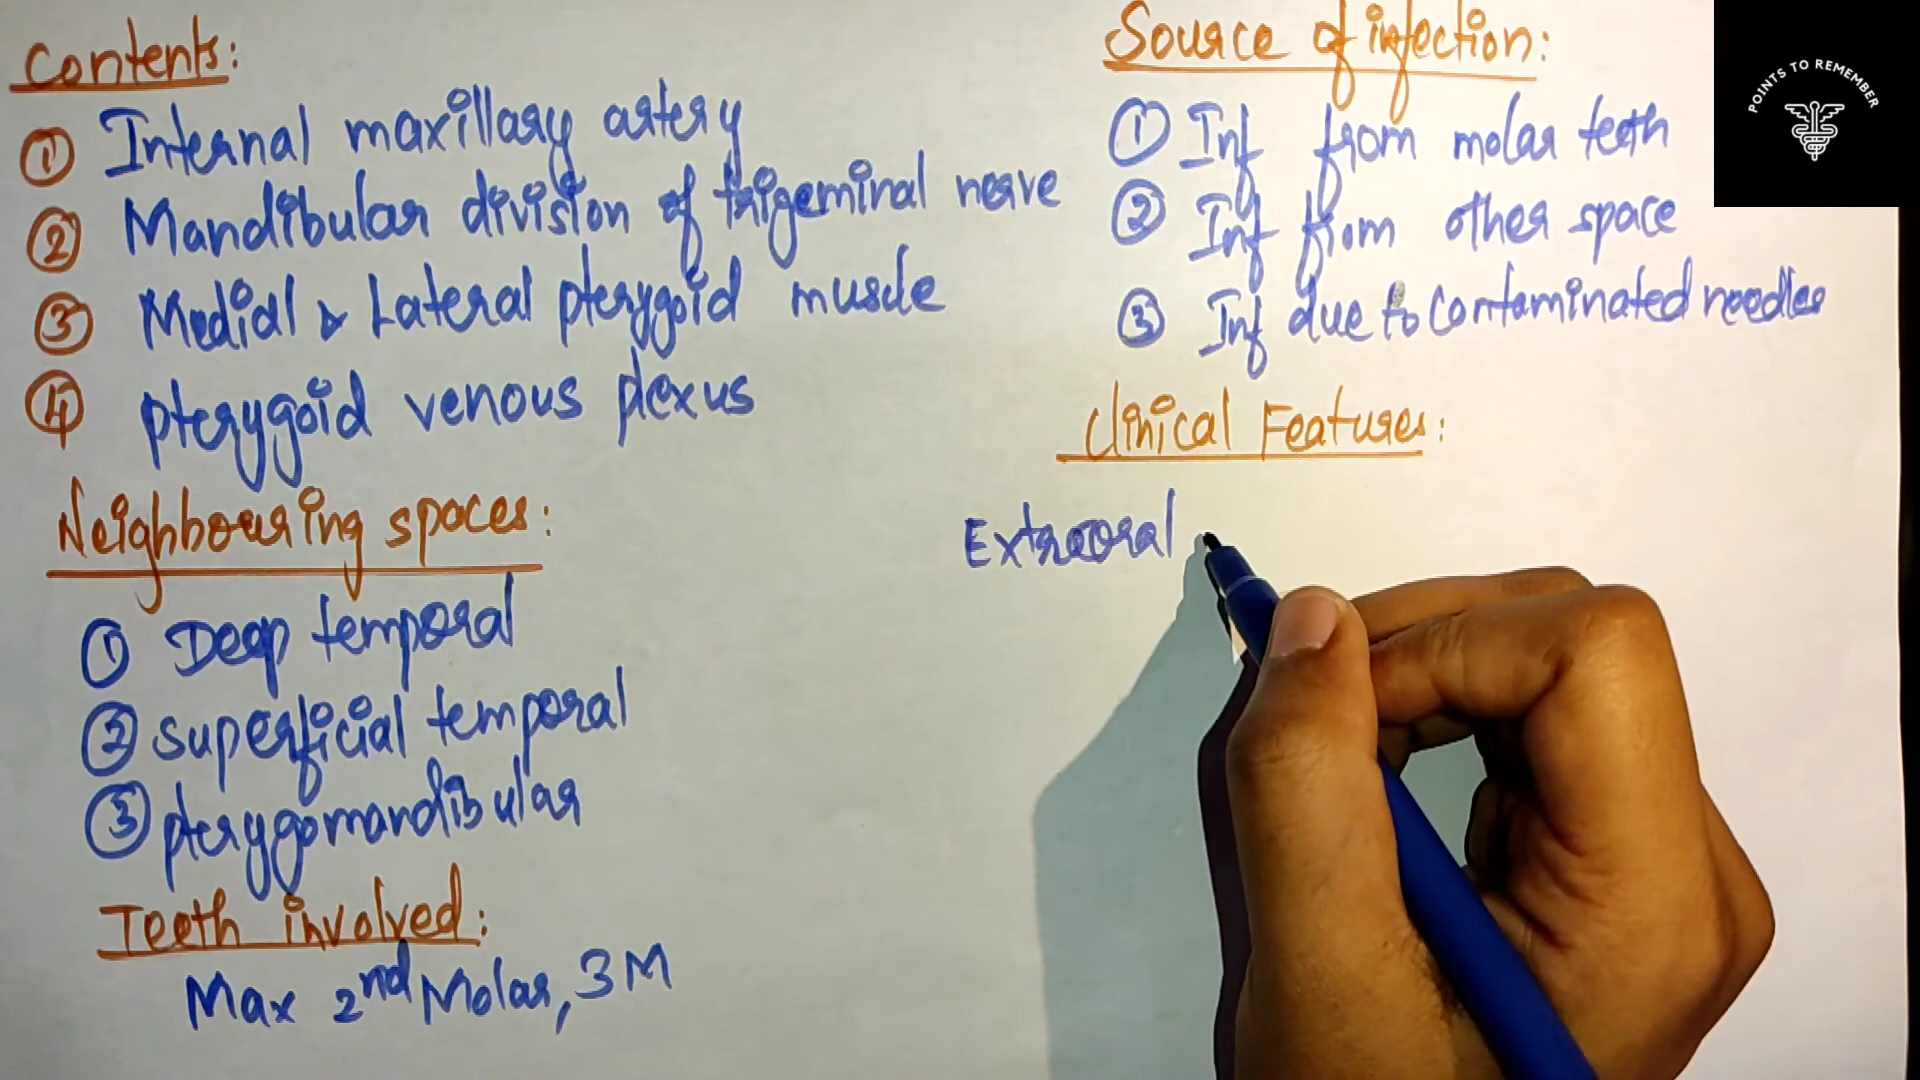 Contents:
① Internal maxillary artery
② Mandibular division of trigeminal nerve
③ Medial & Lateral pterygoid muscle
④ pterygoid venous plexus
Neighbouring spaces:
① Deep temporal
② superficial temporal
③ pterygomandibular
Teeth involved:
Max 2nd Molar, 3 M
Source of infection:
① Inf from molar teeth
② Inf from other space
③ Inf due to contaminated needles
Clinical Features:
Extraoral
POINTS TO REMEMBER